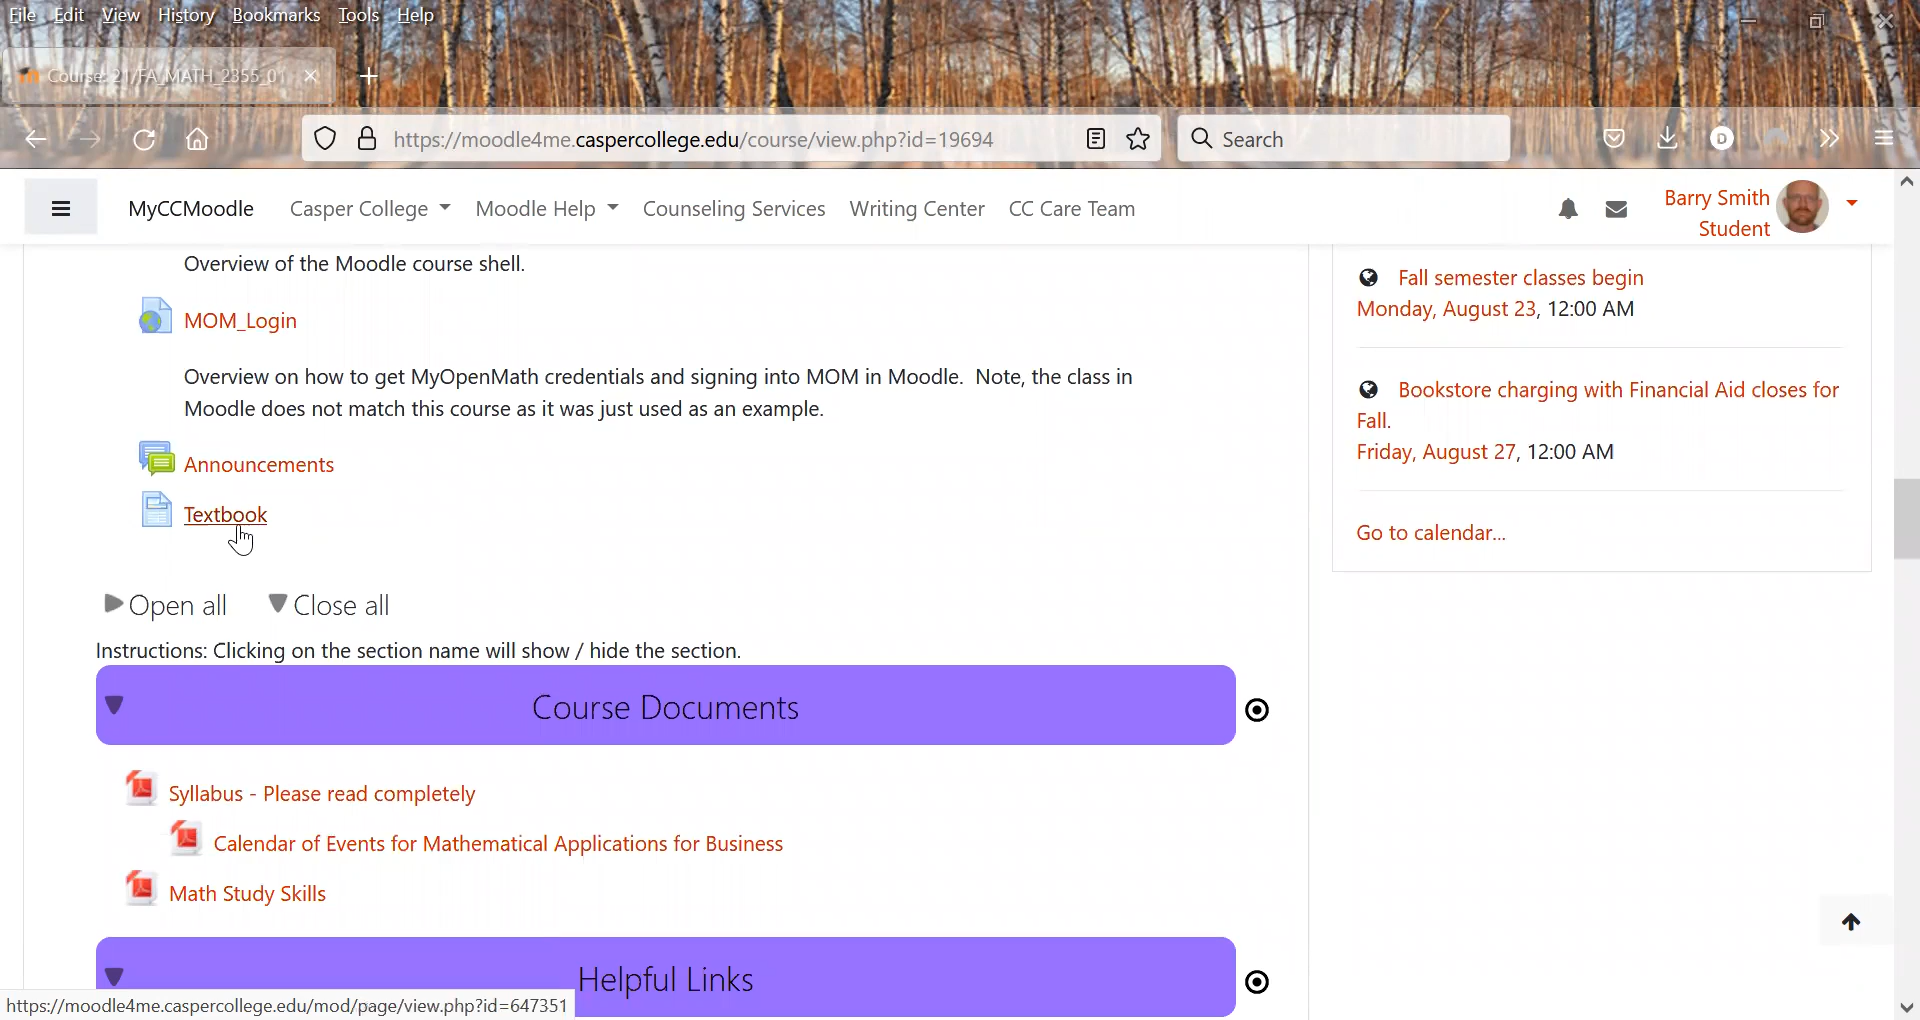 File Edit View History Bookmarks Tools Help
Course: 21/FA_MATH_2355_01
https://moodle4me.caspercollege.edu/course/view.php?id=19694
Search
D
MyCCMoodle Casper College Moodle Help Counseling Services Writing Center CC Care Team
Barry Smith
Student
Overview of the Moodle course shell.
MOM_Login
Overview on how to get MyOpenMath credentials and signing into MOM in Moodle. Note, the class in
Moodle does not match this course as it was just used as an example.
Announcements
Textbook
Open all Close all
Instructions: Clicking on the section name will show / hide the section.
Course Documents
Syllabus - Please read completely
Calendar of Events for Mathematical Applications for Business
Math Study Skills
Helpful Links
https://moodle4me.caspercollege.edu/mod/page/view.php?id=647351
Fall semester classes begin
Monday, August 23, 12:00 AM
Bookstore charging with Financial Aid closes for
Fall.
Friday, August 27, 12:00 AM
Go to calendar...